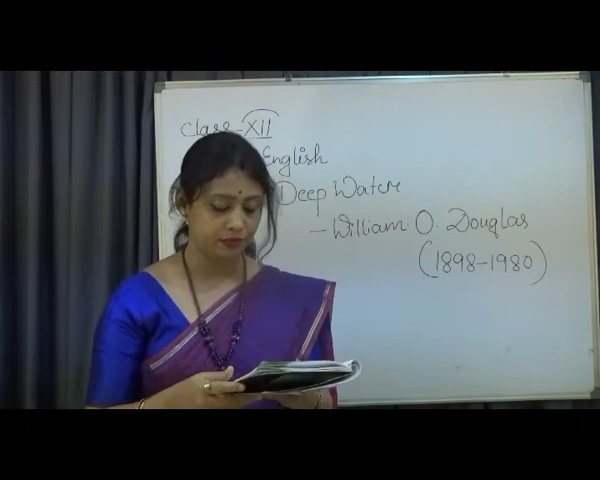 Class-XII
English
Deep Water
- William O. Douglas
(1898-1980)